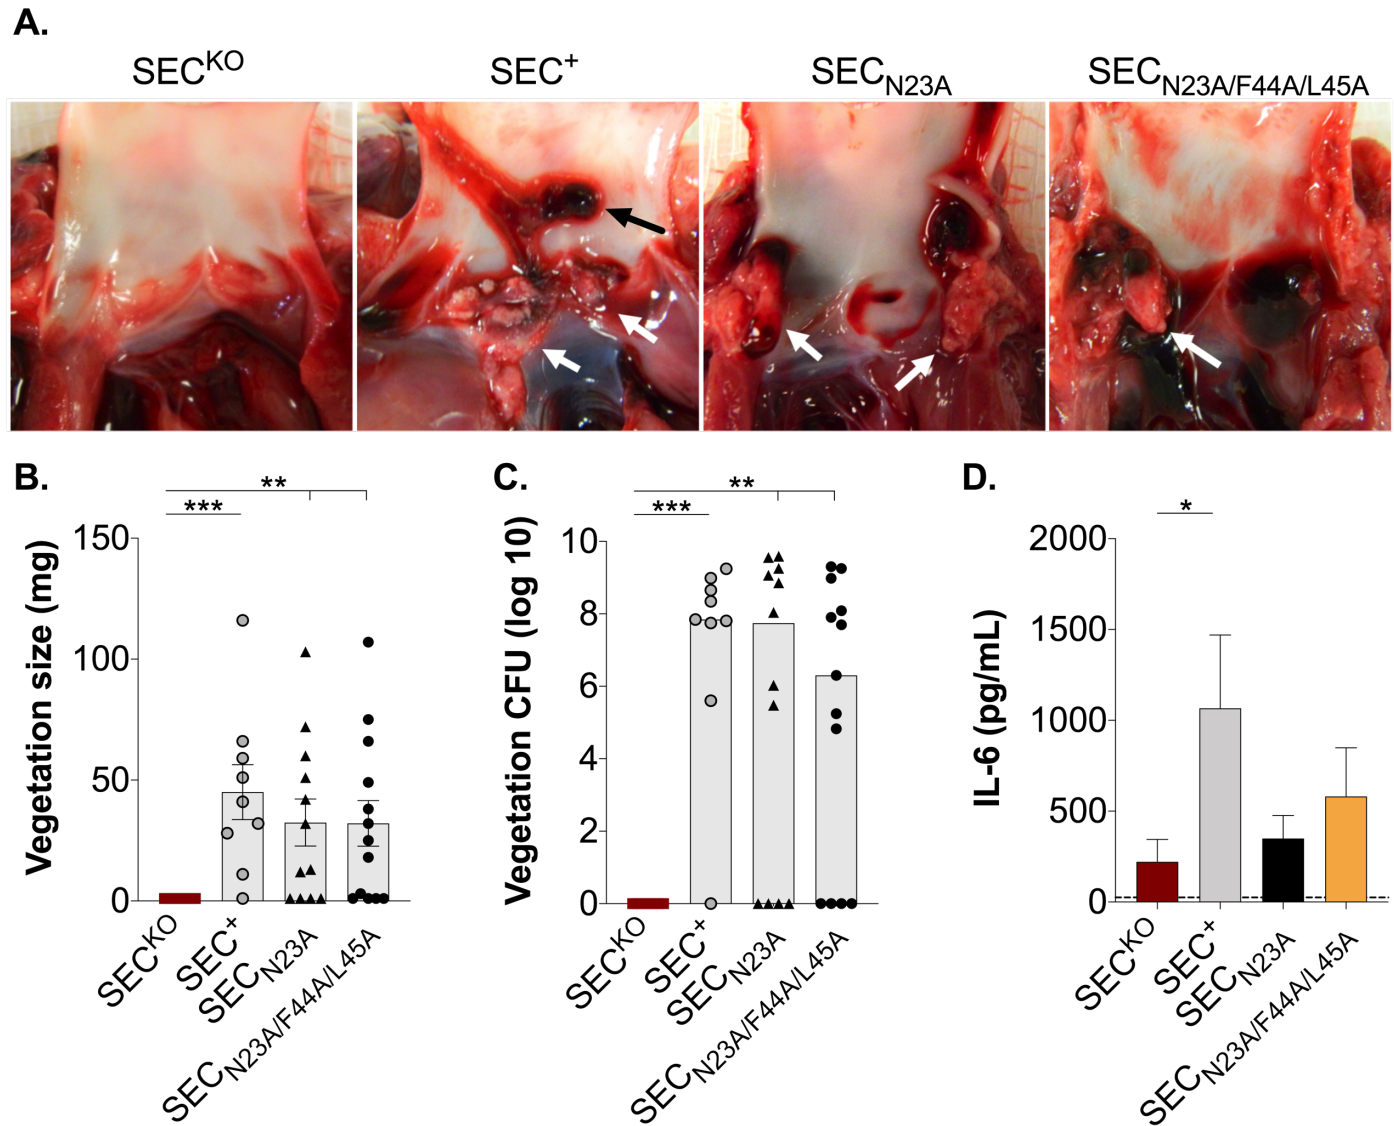 A.
SECKO SEC+ SECN23A SECN23A/F44A/L45A
B.
**
***
Vegetation size (mg)
150
100
50
0
SECKO
SEC+
SECN23A
SECN23A/F44A/L45A
C.
**
***
Vegetation CFU (log 10)
10
8
6
4
2
0
SECKO
SEC+
SECN23A
SECN23A/F44A/L45A
D.
*
IL-6 (pg/mL)
2000
1500
1000
500
0
SECKO
SEC+
SECN23A
SECN23A/F44A/L45A